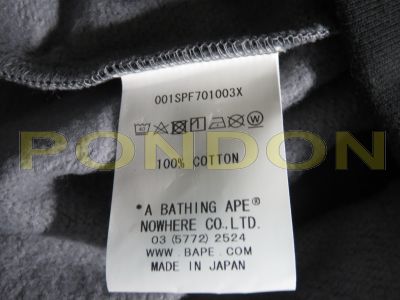 001SPF701003X
100% COTTON
PONDON
"A BATHING APE®
NOWHERE CO.,LTD.
03 (5772) 2524
WWW.BAPE.COM
MADE IN JAPAN